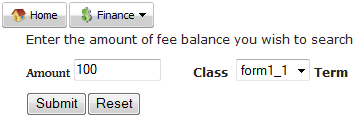 Home Finance
Enter the amount of fee balance you wish to search
Amount 100 Class form1_1 Term
Submit Reset